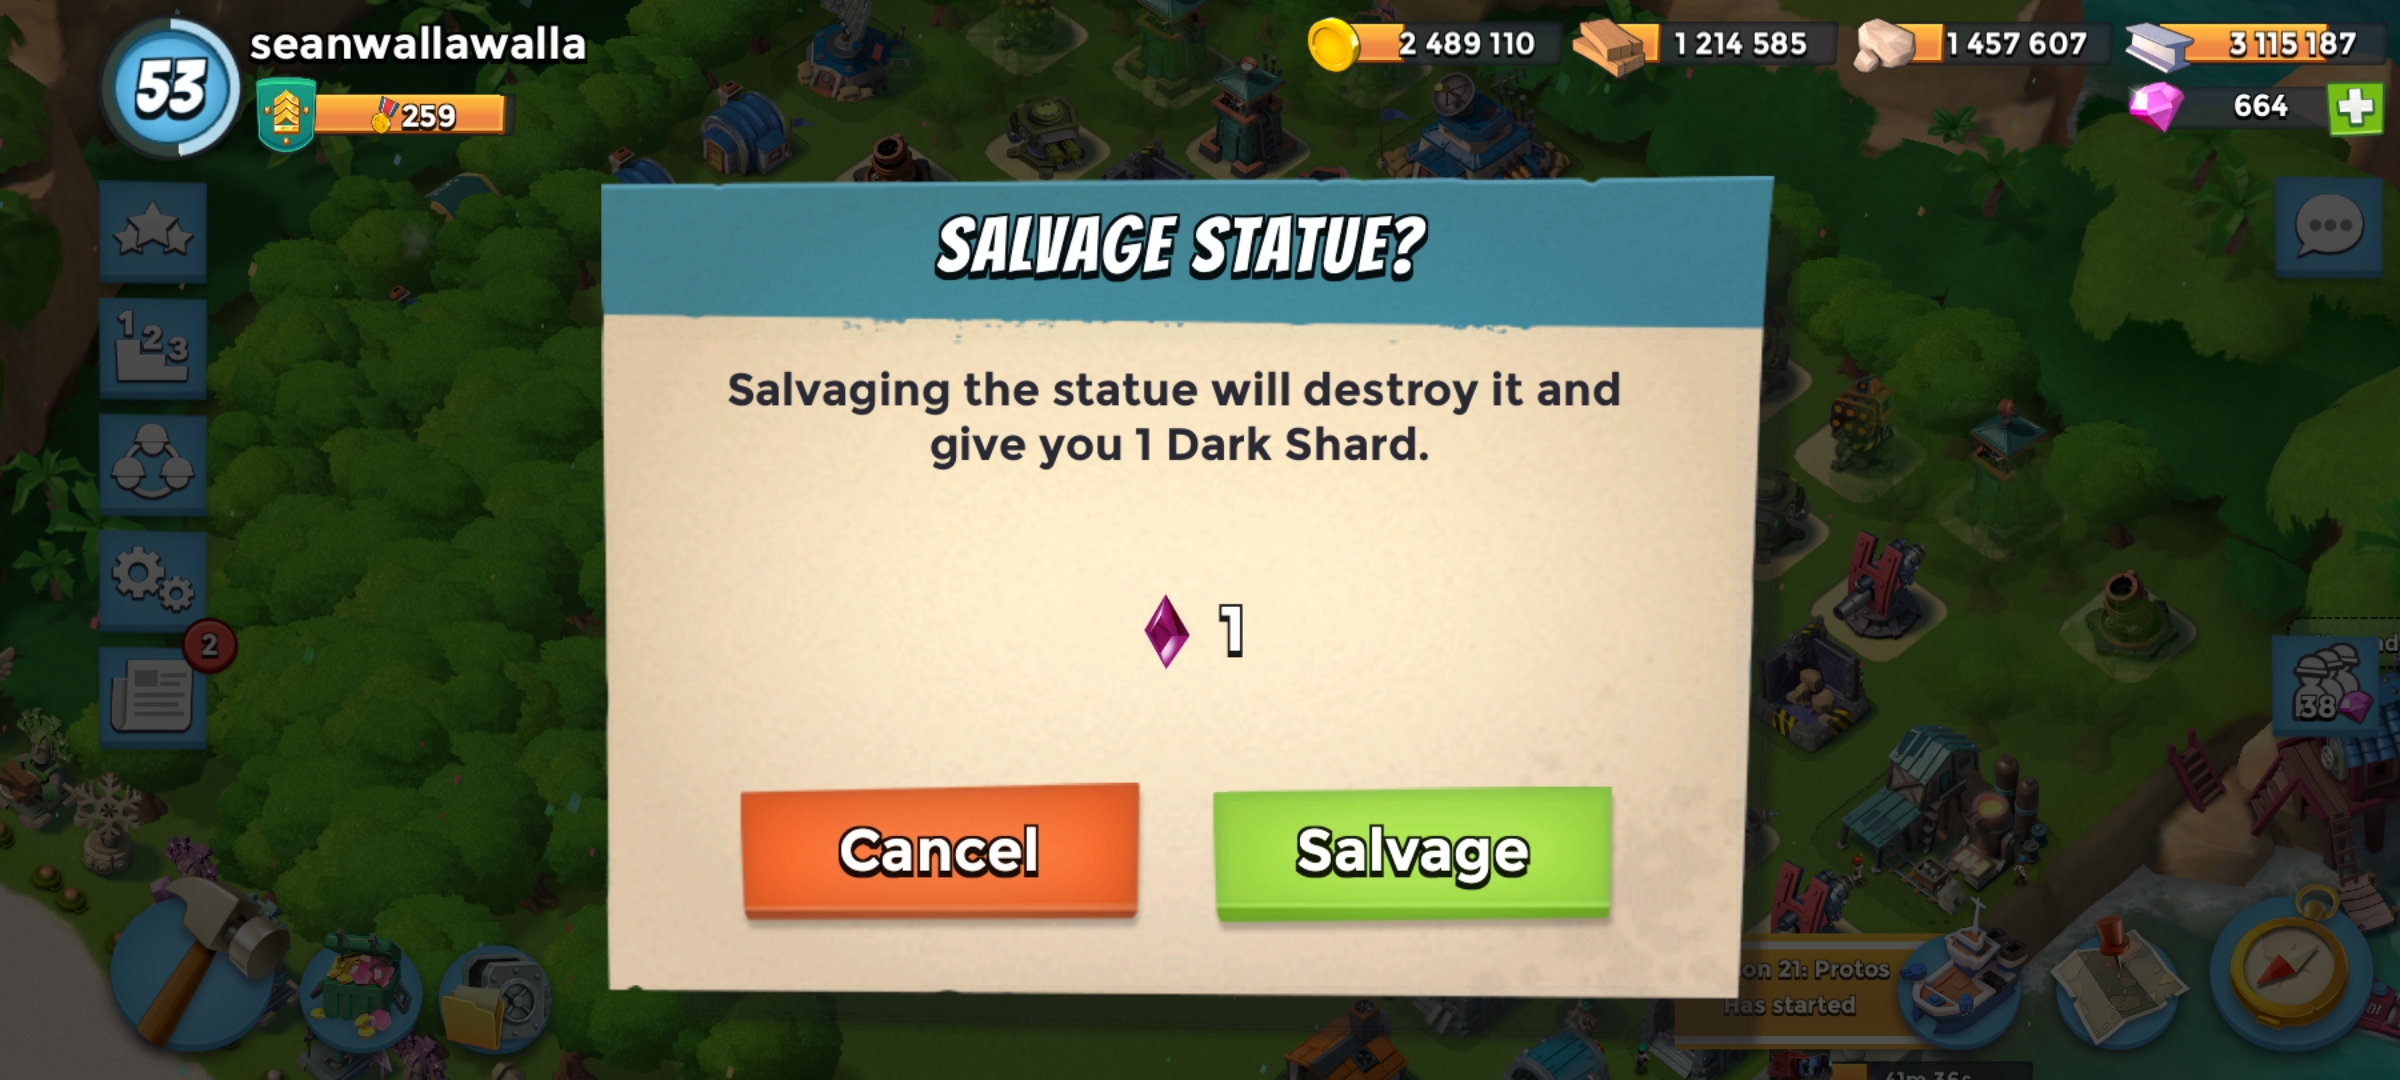 53
seanwallawalla
259
2 489 110
1 214 585
1 457 607
3 115 187
664
SALVAGE STATUE?
Salvaging the statue will destroy it and
give you 1 Dark Shard.
1
Cancel
Salvage
1 2 3
2
38
on 21: Protos
Has started
41m 36s